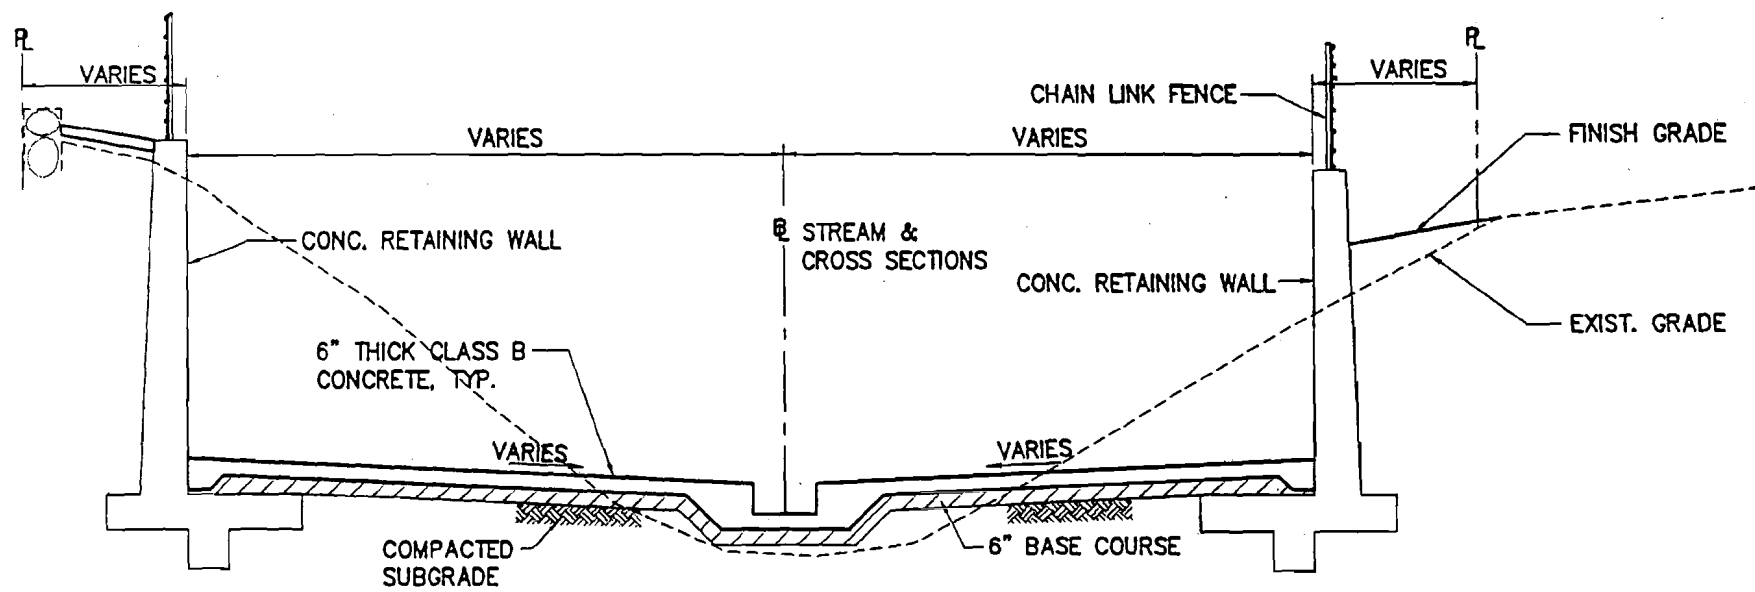 PL
VARIES
PL
VARIES
CHAIN LINK FENCE
VARIES
VARIES
FINISH GRADE
CONC. RETAINING WALL
STREAM &
CROSS SECTIONS
CONC. RETAINING WALL
EXIST. GRADE
6" THICK CLASS B
CONCRETE, TYP.
VARIES
VARIES
COMPACTED
SUBGRADE
6" BASE COURSE